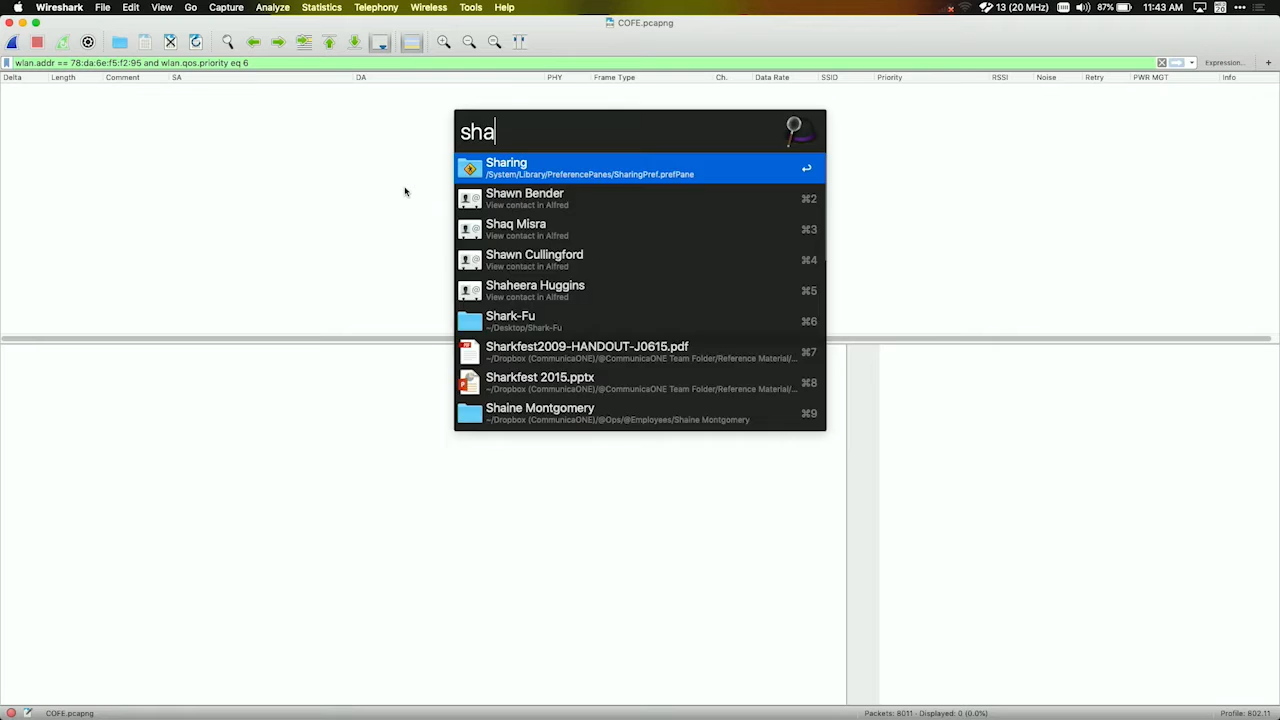 Wireshark File Edit View Go Capture Analyze Statistics Telephony Wireless Tools Help 13 (20 MHz) 87% 20 11:43 AM
COFE.pcapng
wlan.addr == 78:da:6e:f5:f2:95 and wlan.qos.priority eq 6 Expression... +
Delta Length Comment SA DA PHY Frame Type Ch. Data Rate SSID Priority RSSI Noise Retry PWR MGT Info
sha
Sharing
/System/Library/PreferencePanes/SharingPref.prefPane
Shawn Bender
View contact in Alfred ⌘2
Shaq Misra
View contact in Alfred ⌘3
Shawn Cullingford
View contact in Alfred ⌘4
Shaheera Huggins
View contact in Alfred ⌘5
Shark-Fu
~/Desktop/Shark-Fu ⌘6
Sharkfest2009-HANDOUT-J0615.pdf
~/Dropbox (CommunicaONE)/@CommunicaONE Team Folder/Reference Material/... ⌘7
Sharkfest 2015.pptx
~/Dropbox (CommunicaONE)/@CommunicaONE Team Folder/Reference Material/... ⌘8
Shaine Montgomery
~/Dropbox (CommunicaONE)/@Ops/@Employees/Shaine Montgomery ⌘9
COFE.pcapng Packets: 8011 · Displayed: 0 (0.0%) Profile: 802.11